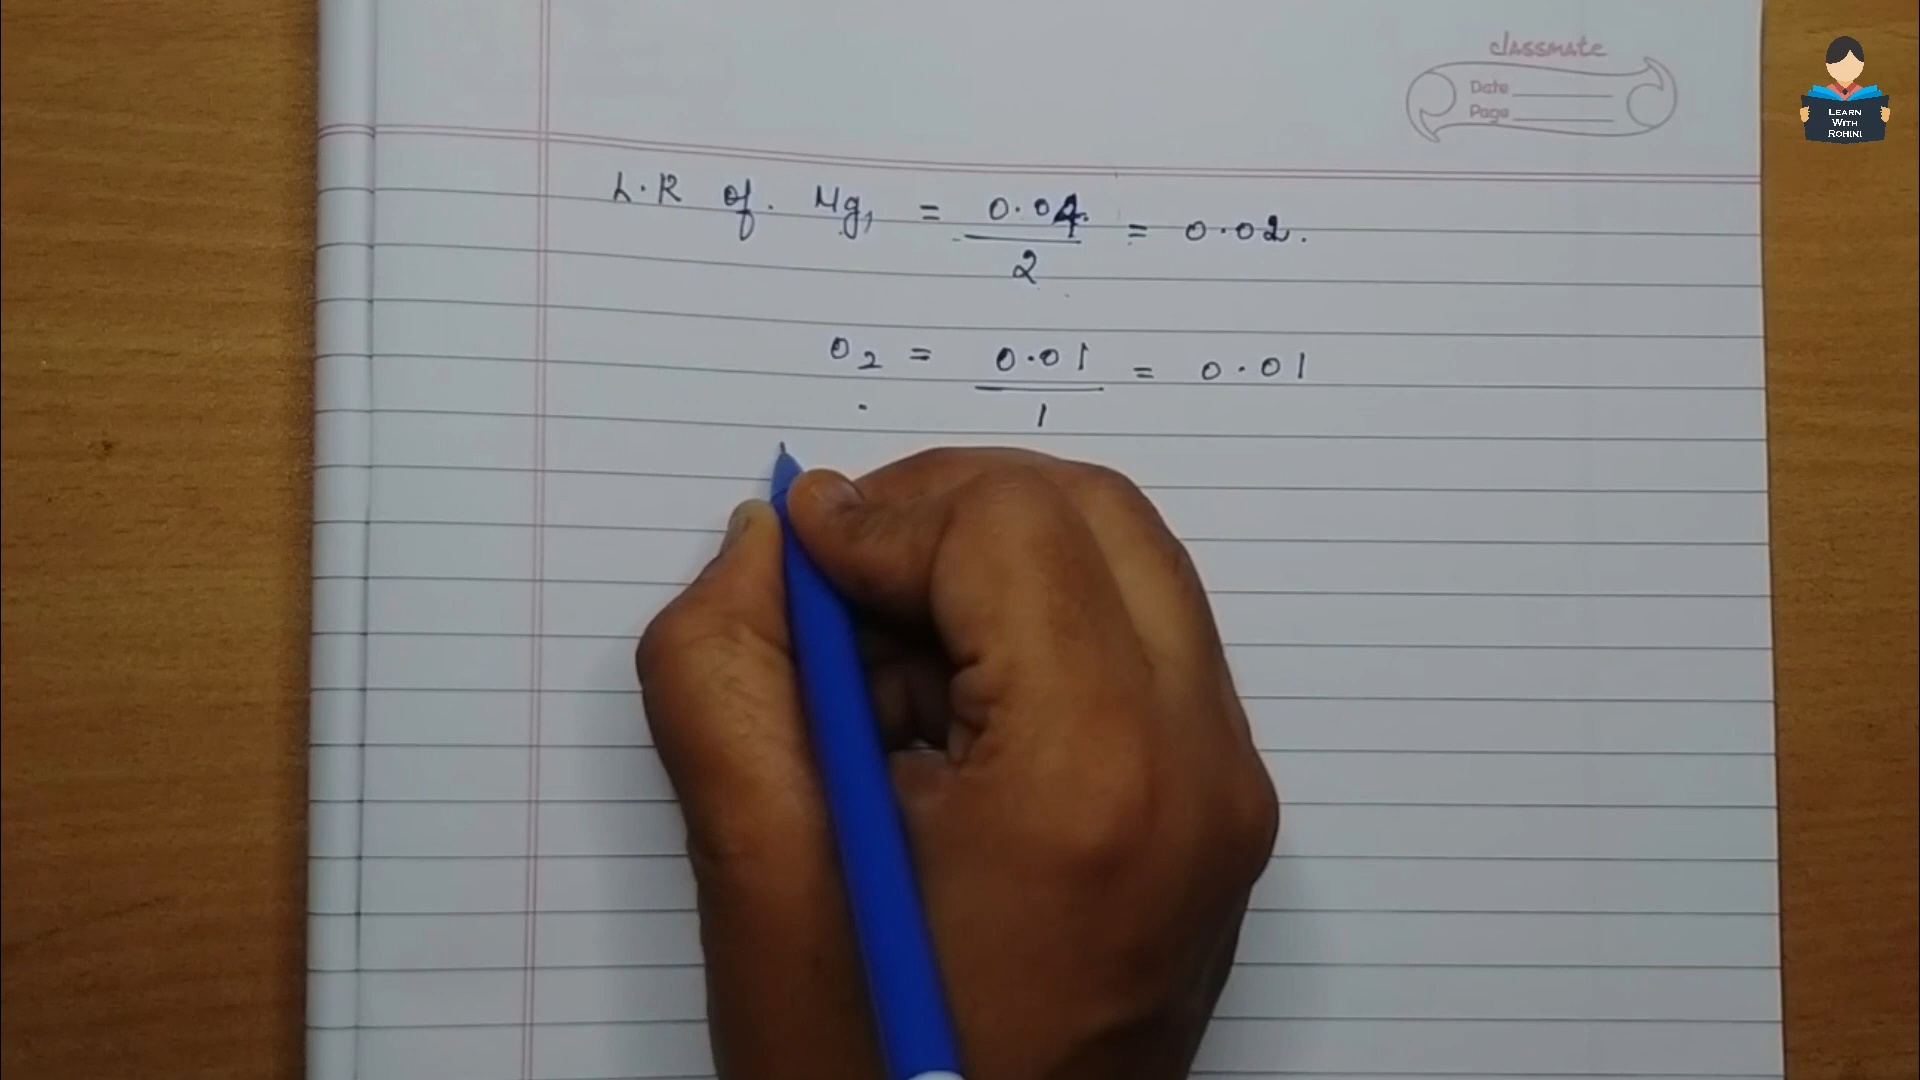 classmate
Date
Page
LEARN
WITH
ROHINI
L.R of. Mg, = 0.04 / 2 = 0.02.
O2 = 0.01 / 1 = 0.01